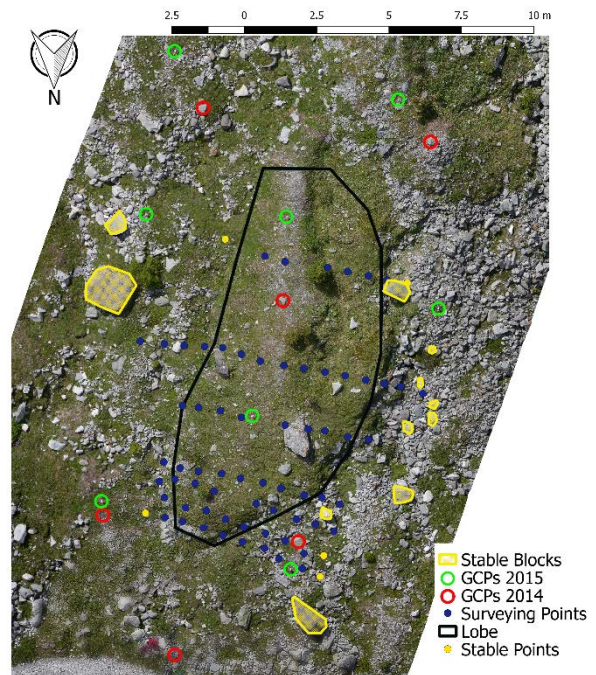 2.5 0 2.5 5 7.5 10 m
N
Stable Blocks
GCPs 2015
GCPs 2014
Surveying Points
Lobe
Stable Points